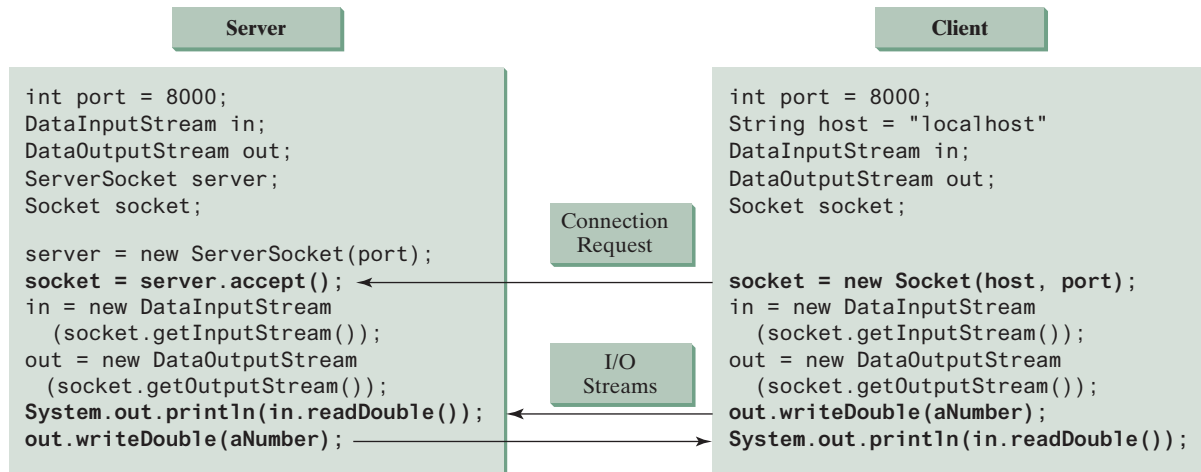 Server
int port = 8000;
DataInputStream in;
DataOutputStream out;
ServerSocket server;
Socket socket;
server = new ServerSocket(port);
socket = server.accept();
in = new DataInputStream
(socket.getInputStream());
out = new DataOutputStream
(socket.getOutputStream());
System.out.println(in.readDouble());
out.writeDouble(aNumber);
Connection
Request
I/O
Streams
Client
int port = 8000;
String host = "localhost"
DataInputStream in;
DataOutputStream out;
Socket socket;
socket = new Socket(host, port);
in = new DataInputStream
(socket.getInputStream());
out = new DataOutputStream
(socket.getOutputStream());
out.writeDouble(aNumber);
System.out.println(in.readDouble());